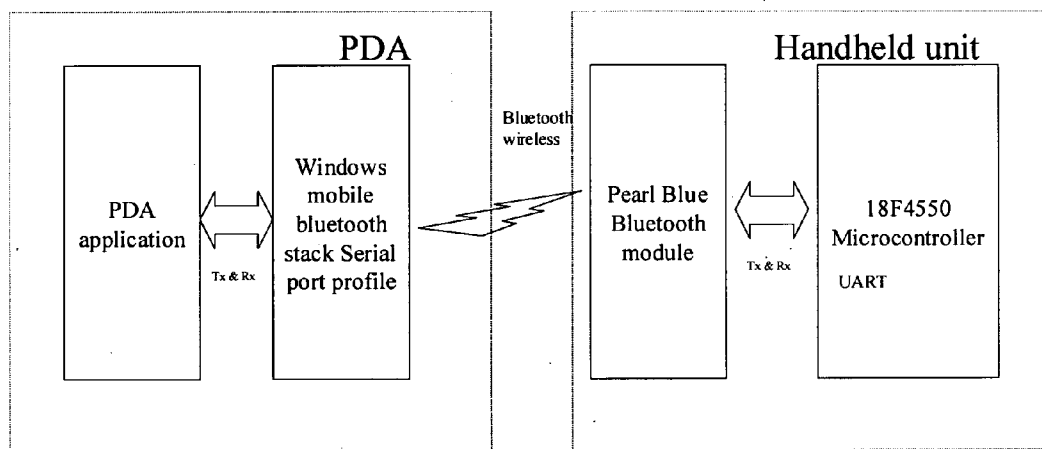 PDA
PDA
application
Tx & Rx
Windows
mobile
bluetooth
stack Serial
port profile
Bluetooth
wireless
Handheld unit
Pearl Blue
Bluetooth
module
Tx & Rx
18F4550
Microcontroller
UART